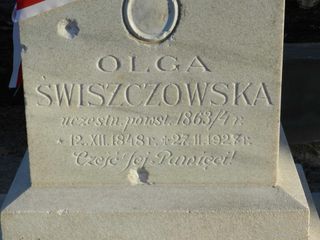 OLGA
ŚWISZCZOWSKA
uczestn. powst. 1863/4 r.
*12.XII.1848 r. †27.II.1927 r.
Cześć Jej Pamięci!